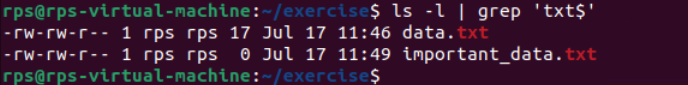 rps@rps-virtual-machine:~/exercise$ ls -l | grep 'txt$'
-rw-rw-r-- 1 rps rps 17 Jul 17 11:46 data.txt
-rw-rw-r-- 1 rps rps  0 Jul 17 11:49 important_data.txt
rps@rps-virtual-machine:~/exercise$